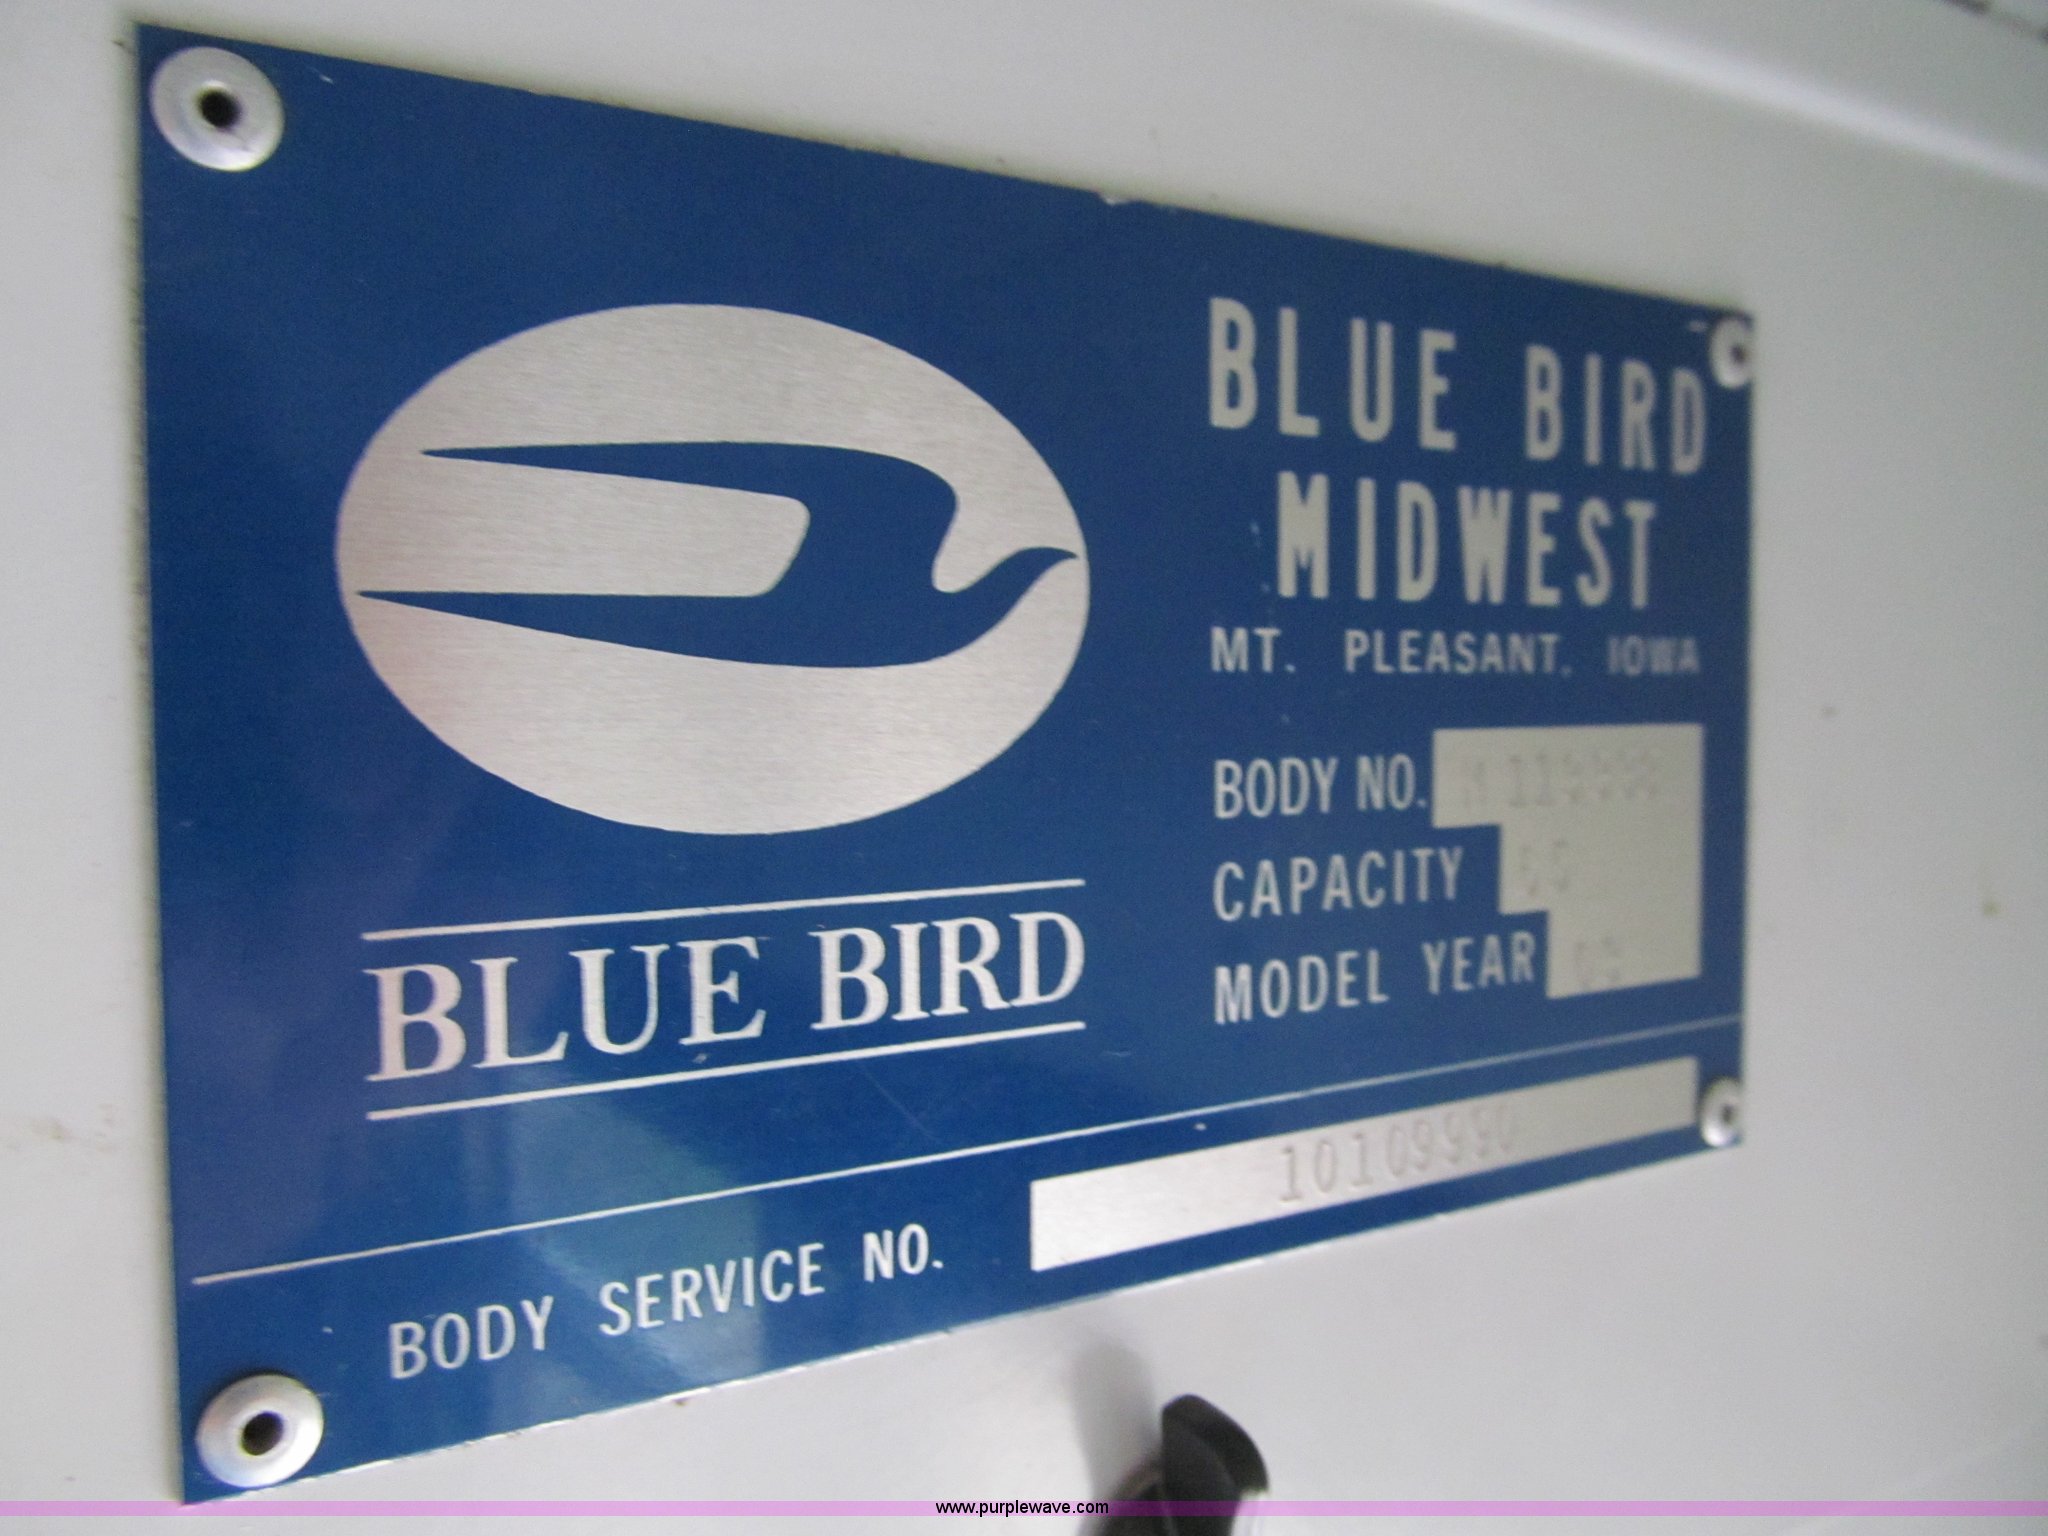 BLUE BIRD
BLUE BIRD
MIDWEST
MT. PLEASANT, IOWA
BODY NO.
CAPACITY
MODEL YEAR
BODY SERVICE NO. 10109990
www.purplewave.com